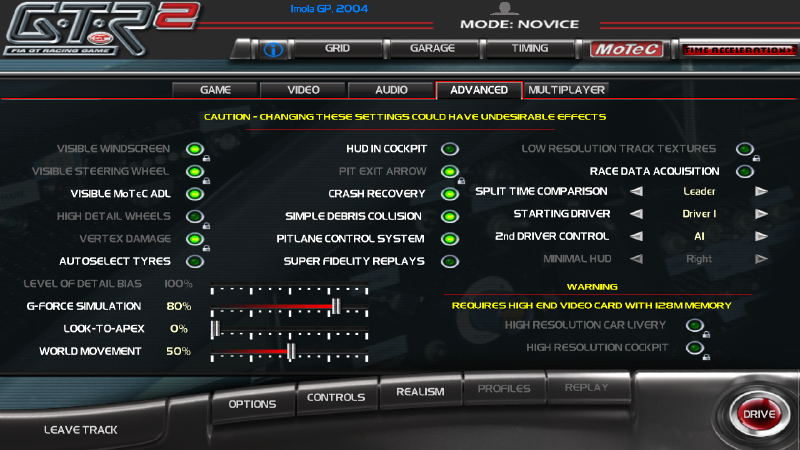 GTR2
FIA GT RACING GAME
Imola GP, 2004
MODE: NOVICE
GRID GARAGE TIMING MoTeC TIME ACCELERATION
GAME VIDEO AUDIO ADVANCED MULTIPLAYER
CAUTION - CHANGING THESE SETTINGS COULD HAVE UNDESIRABLE EFFECTS
VISIBLE WINDSCREEN HUD IN COCKPIT LOW RESOLUTION TRACK TEXTURES
VISIBLE STEERING WHEEL PIT EXIT ARROW RACE DATA ACQUISITION
VISIBLE MoTeC ADL CRASH RECOVERY SPLIT TIME COMPARISON Leader
HIGH DETAIL WHEELS SIMPLE DEBRIS COLLISION STARTING DRIVER Driver 1
VERTEX DAMAGE PITLANE CONTROL SYSTEM 2nd DRIVER CONTROL AI
AUTOSELECT TYRES SUPER FIDELITY REPLAYS MINIMAL HUD Right
LEVEL OF DETAIL BIAS 100% WARNING
G-FORCE SIMULATION 80% REQUIRES HIGH END VIDEO CARD WITH 128M MEMORY
LOOK-TO-APEX 0% HIGH RESOLUTION CAR LIVERY
WORLD MOVEMENT 50% HIGH RESOLUTION COCKPIT
LEAVE TRACK OPTIONS CONTROLS REALISM PROFILES REPLAY DRIVE